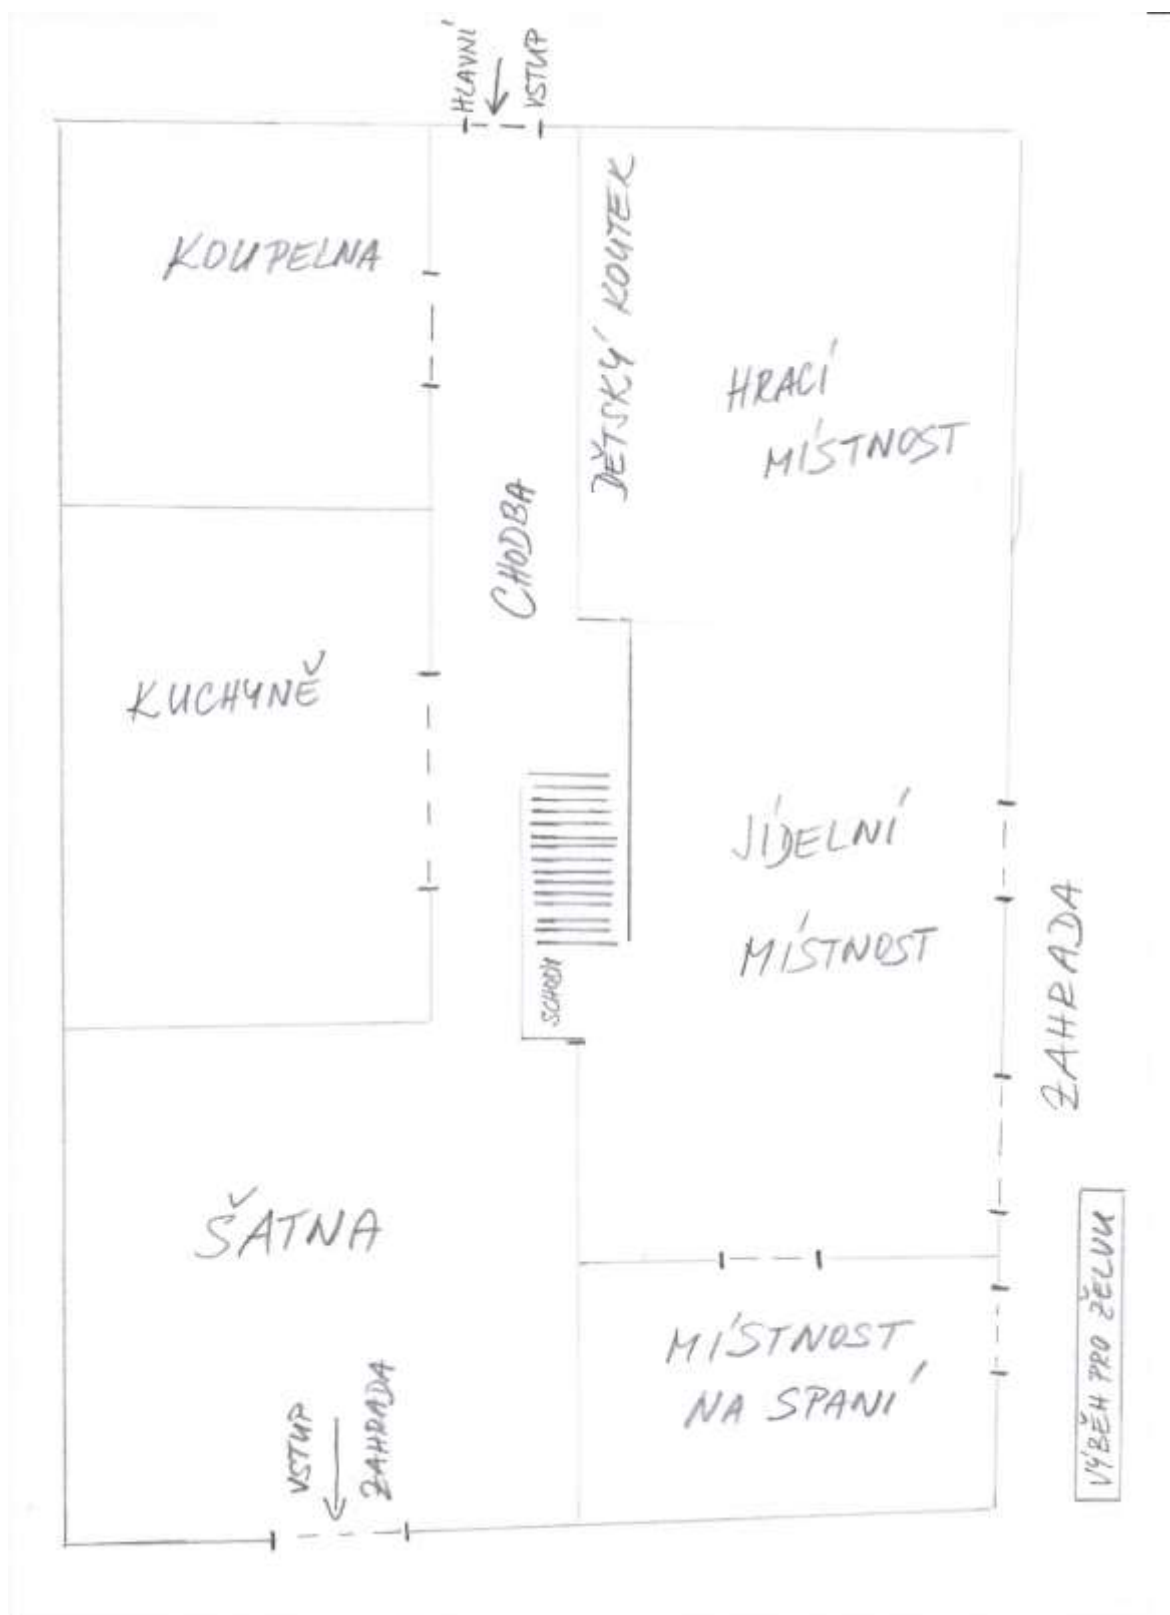 HLAVNÍ
VSTUP
KOUPELNA
DĚTSKÝ KOUTEK
HRACÍ
MÍSTNOST
CHODBA
KUCHYNĚ
JÍDELNÍ
MÍSTNOST
SCHODY
ZAHRADA
ŠATNA
VÝBĚH PRO ŽELVU
MÍSTNOST
NA SPANÍ
VSTUP
ZAHRADA